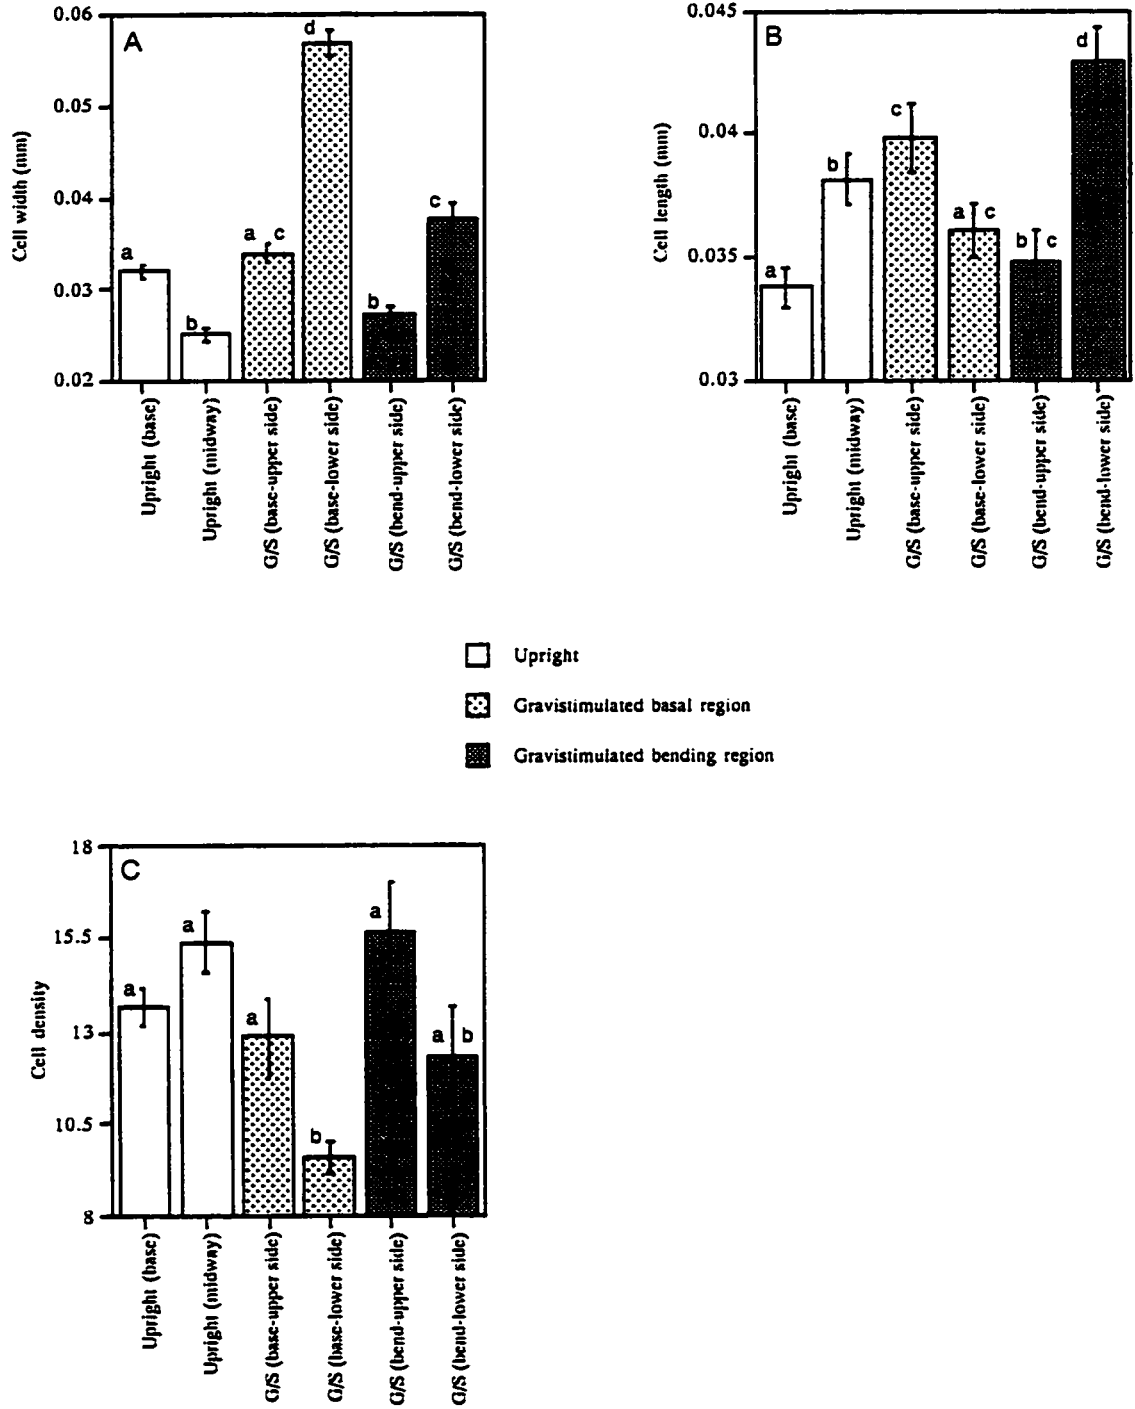 A
0.06
0.06
0.04
0.03
0.02
Cell width (mm)
a
b
a c
d
b
c
Upright (base)
Upright (midway)
G/S (base-upper side)
G/S (base-lower side)
G/S (bend-upper side)
G/S (bend-lower side)
B
0.045
0.04
0.035
0.03
Cell length (mm)
a
b
c
a c
b c
d
Upright (base)
Upright (midway)
G/S (base-upper side)
G/S (base-lower side)
G/S (bend-upper side)
G/S (bend-lower side)
Upright
Gravistimulated basal region
Gravistimulated bending region
C
18
15.5
13
10.5
8
Cell density
a
a
a
b
a
a b
Upright (base)
Upright (midway)
G/S (base-upper side)
G/S (base-lower side)
G/S (bend-upper side)
G/S (bend-lower side)